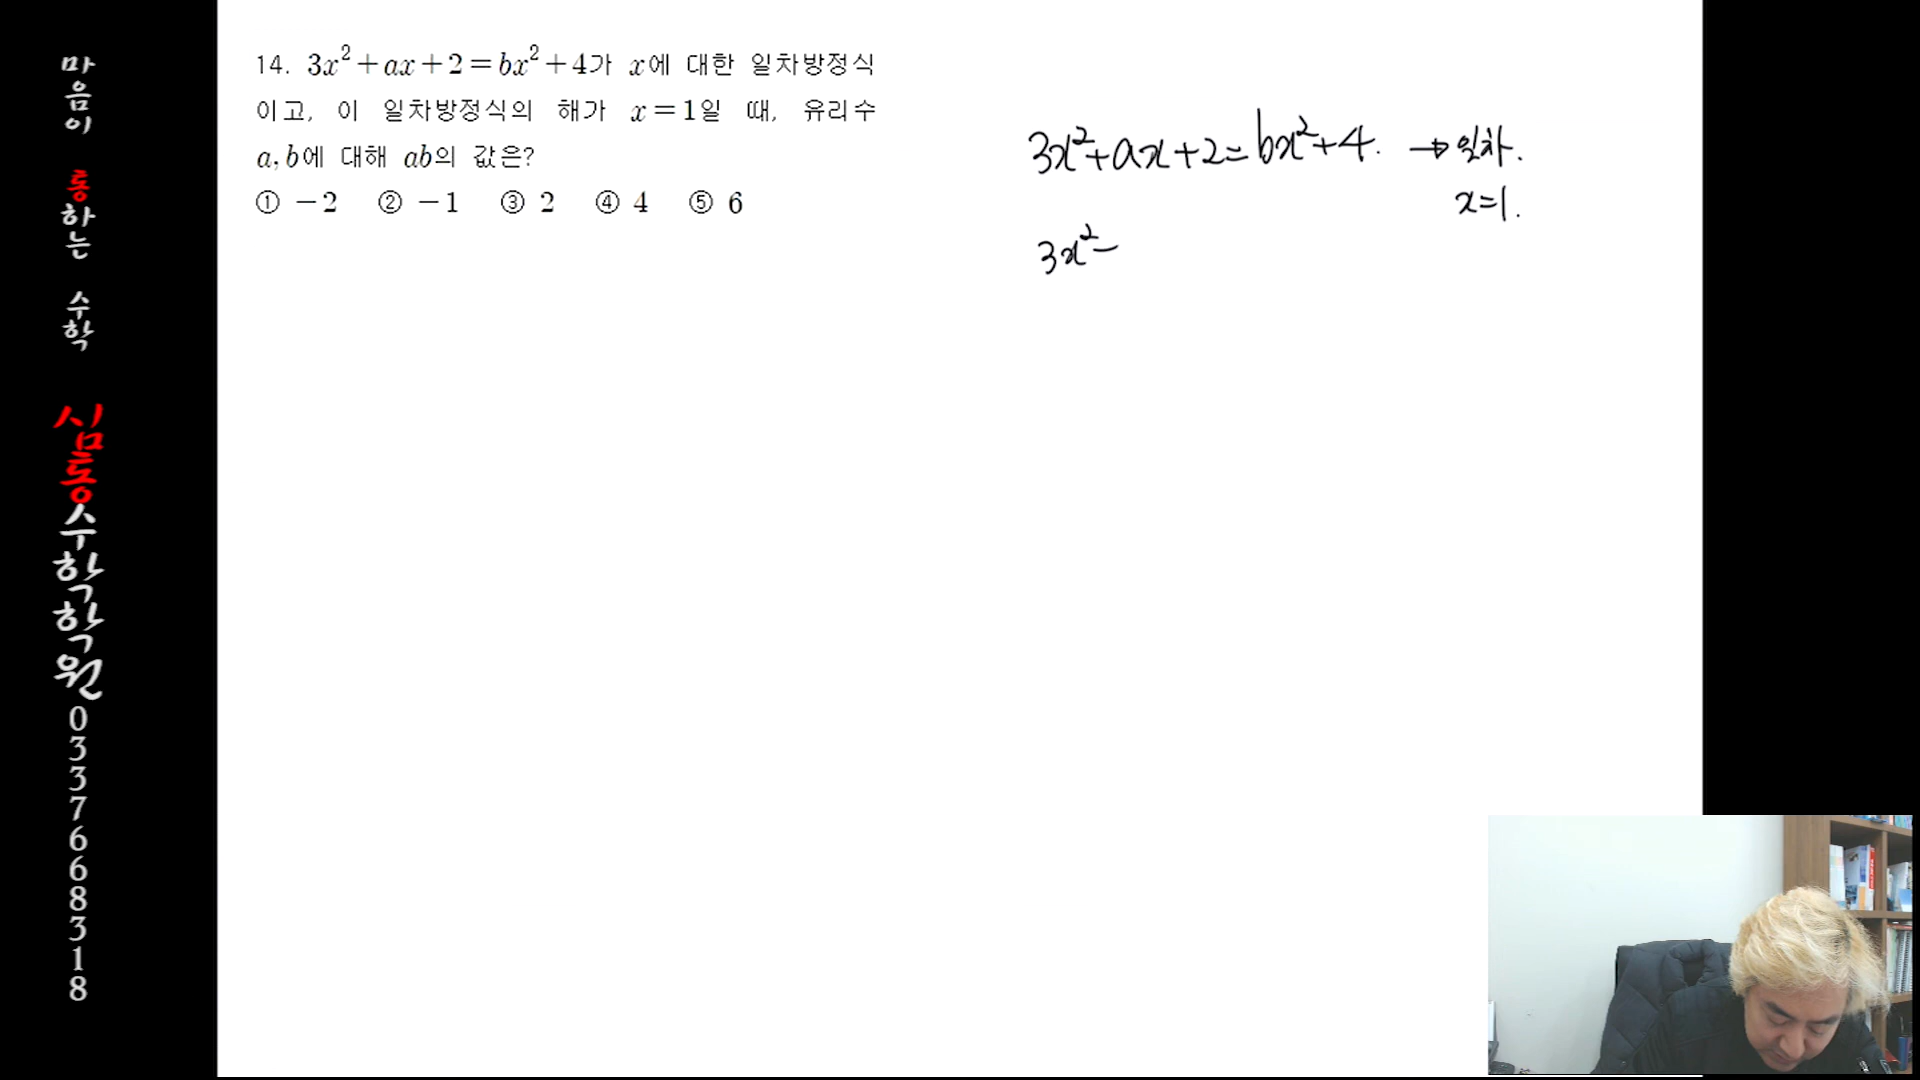 마음이 통하는 수학
심통수학학원
0337668318
14. 3x²+ax+2=bx²+4가 x에 대한 일차방정식
이고, 이 일차방정식의 해가 x=1일 때, 유리수
a, b에 대해 ab의 값은?
① -2 ② -1 ③ 2 ④ 4 ⑤ 6
3x²+ax+2=bx²+4. → 일차.
x=1.
3x²-